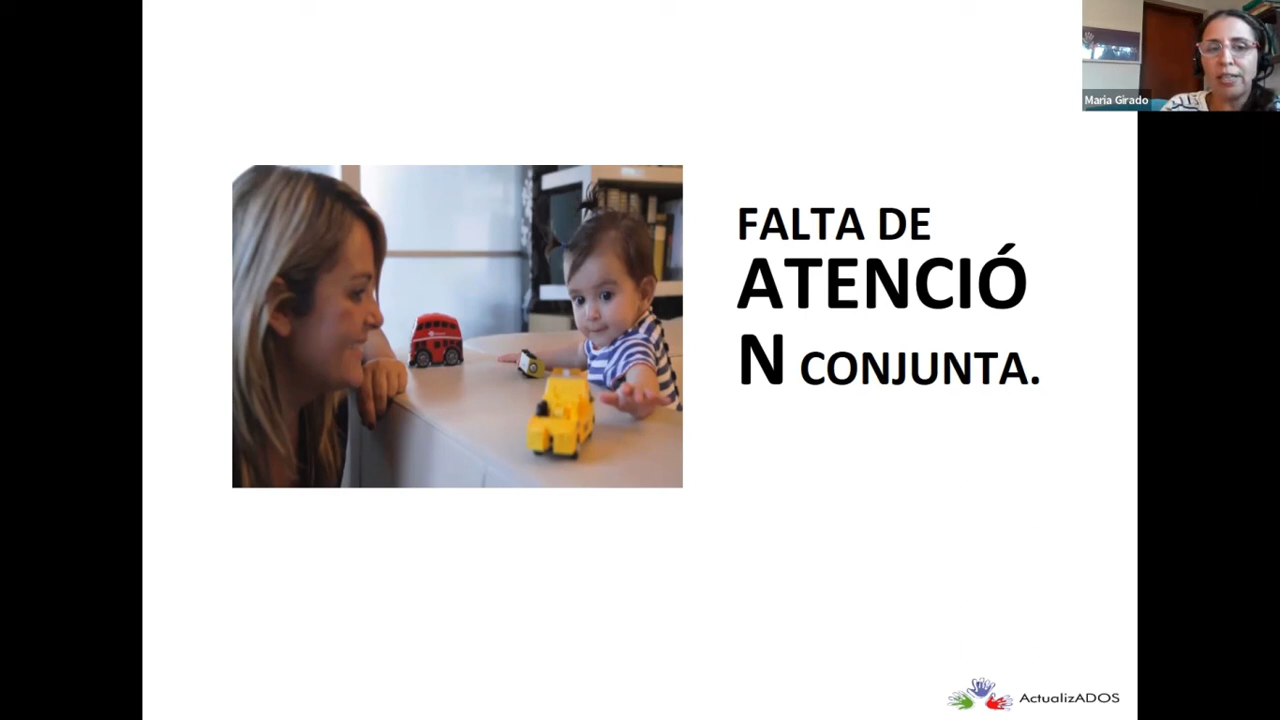 Maria Girado
FALTA DE
ATENCIÓ
N CONJUNTA.
ActualizADOS